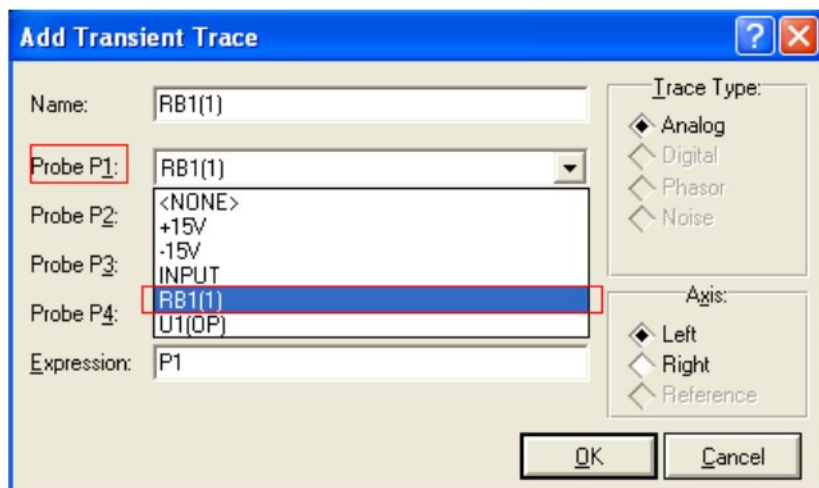 Add Transient Trace
Name: RB1(1)
Probe P1: RB1(1)
<NONE>
+15V
-15V
INPUT
RB1(1)
U1(OP)
Probe P2:
Probe P3:
Probe P4:
Expression: P1
Trace Type:
Analog
Digital
Phasor
Noise
Axis:
Left
Right
Reference
OK
Cancel